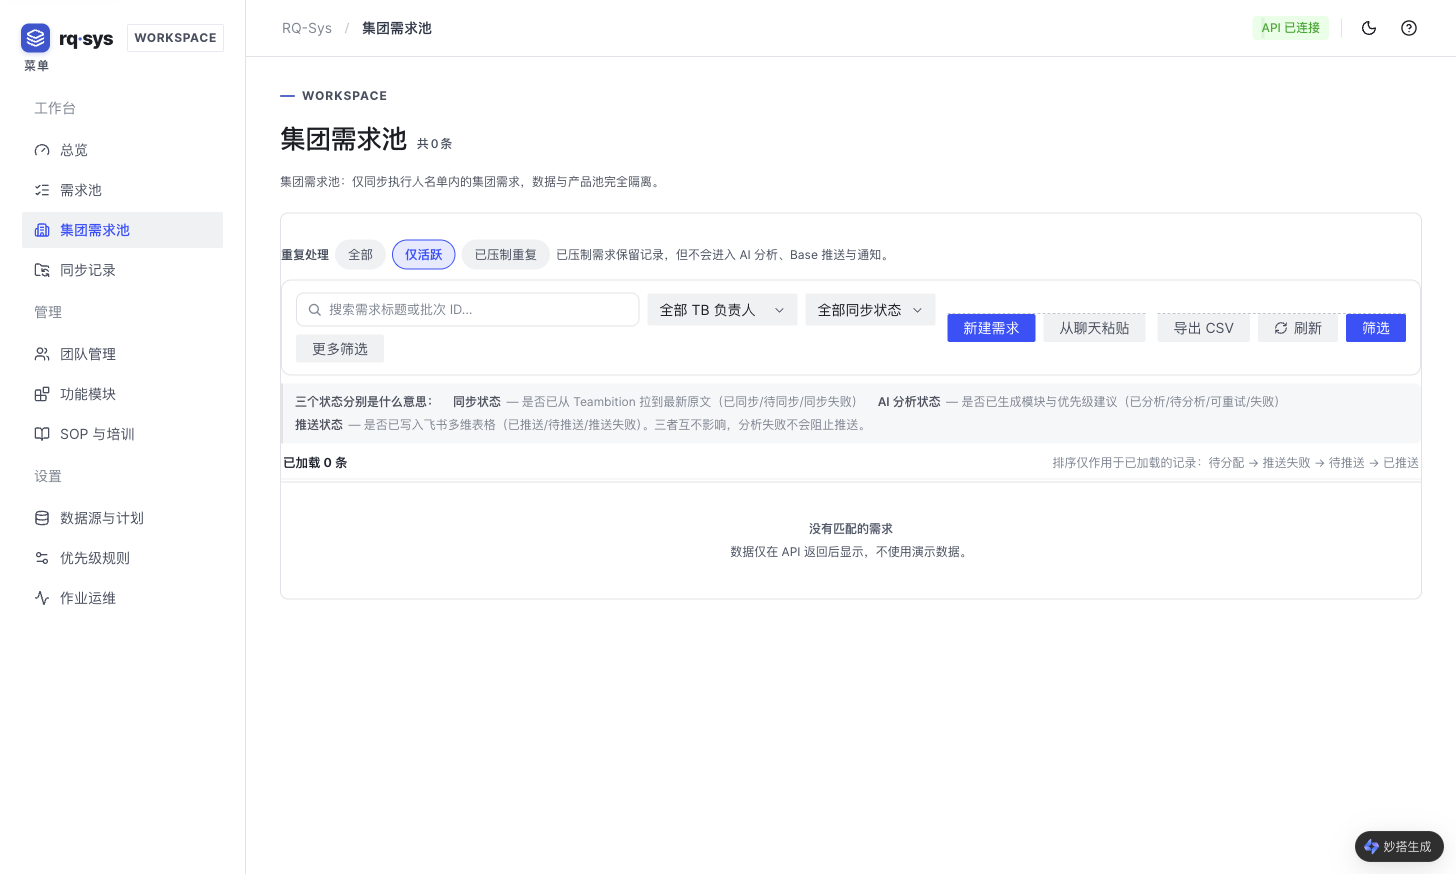 rq·sys
WORKSPACE
菜单
工作台
总览
需求池
集团需求池
同步记录
管理
团队管理
功能模块
SOP 与培训
设置
数据源与计划
优先级规则
作业运维
RQ-Sys / 集团需求池
API 已连接
WORKSPACE
集团需求池 共 0 条
集团需求池：仅同步执行人名单内的集团需求，数据与产品池完全隔离。
重复处理 全部 仅活跃 已压制重复 已压制需求保留记录，但不会进入 AI 分析、Base 推送与通知。
搜索需求标题或批次 ID... 全部 TB 负责人 全部同步状态
新建需求 从聊天粘贴 导出 CSV 刷新 筛选
更多筛选
三个状态分别是什么意思： 同步状态 — 是否已从 Teambition 拉到最新原文（已同步/待同步/同步失败） AI 分析状态 — 是否已生成模块与优先级建议（已分析/待分析/可重试/失败）
推送状态 — 是否已写入飞书多维表格（已推送/待推送/推送失败）。三者互不影响，分析失败不会阻止推送。
已加载 0 条 排序仅作用于已加载的记录：待分配 → 推送失败 → 待推送 → 已推送
没有匹配的需求
数据仅在 API 返回后显示，不使用演示数据。
妙搭生成